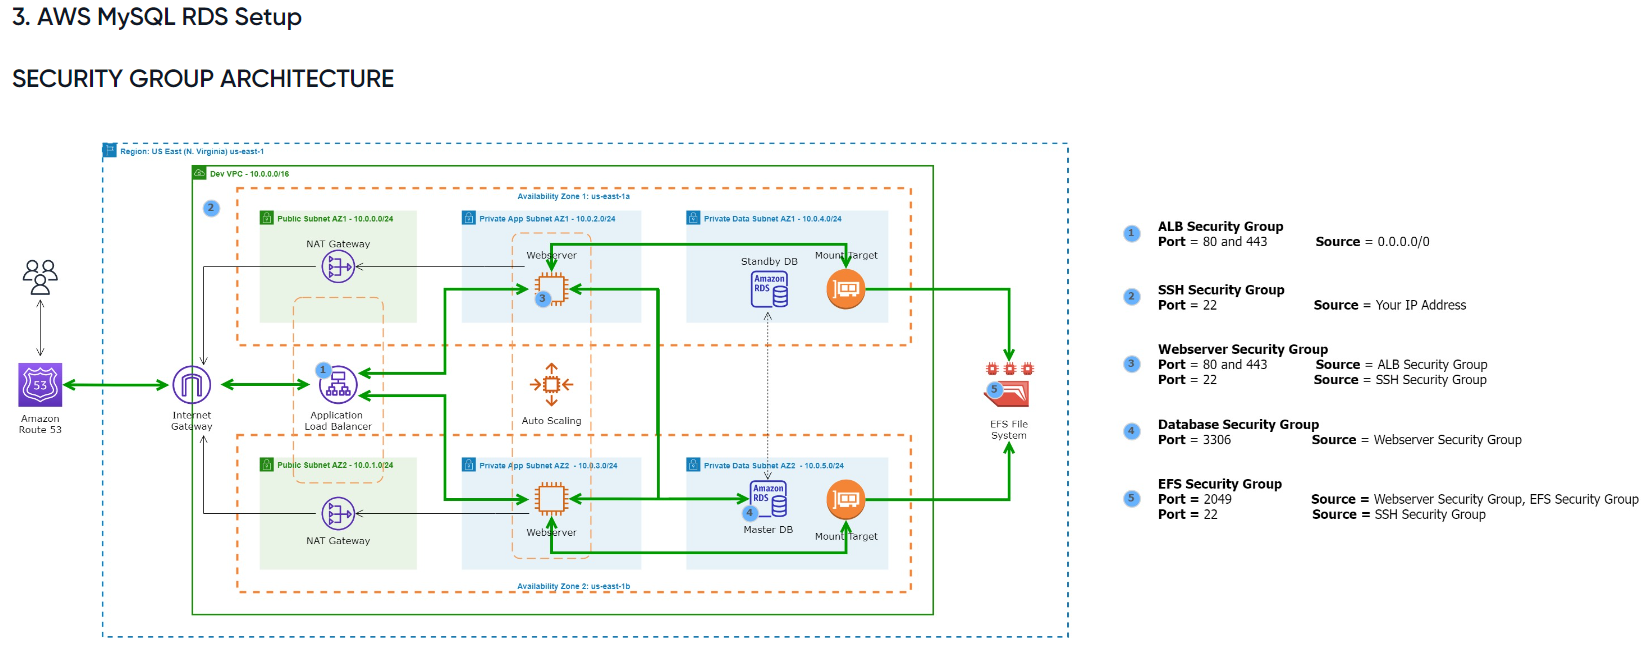 3. AWS MySQL RDS Setup
SECURITY GROUP ARCHITECTURE
Region: US East (N. Virginia) us-east-1
Dev VPC - 10.0.0.0/16
Availability Zone 1: us-east-1a
2
Public Subnet AZ1 - 10.0.0.0/24
Private App Subnet AZ1 - 10.0.2.0/24
Private Data Subnet AZ1 - 10.0.4.0/24
NAT Gateway
Webserver
3
Standby DB
Amazon
RDS
Mount Target
1
53
Amazon
Route 53
Internet
Gateway
Application
Load Balancer
Auto Scaling
5
EFS File
System
Public Subnet AZ2 - 10.0.1.0/24
Private App Subnet AZ2 - 10.0.3.0/24
Private Data Subnet AZ2 - 10.0.5.0/24
NAT Gateway
Webserver
Amazon
RDS
4
Master DB
Mount Target
Availability Zone 2: us-east-1b
1
ALB Security Group
Port = 80 and 443 Source = 0.0.0.0/0
2
SSH Security Group
Port = 22 Source = Your IP Address
3
Webserver Security Group
Port = 80 and 443 Source = ALB Security Group
Port = 22 Source = SSH Security Group
4
Database Security Group
Port = 3306 Source = Webserver Security Group
5
EFS Security Group
Port = 2049 Source = Webserver Security Group, EFS Security Group
Port = 22 Source = SSH Security Group